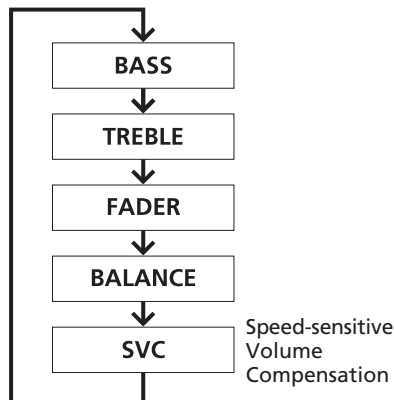 BASS
TREBLE
FADER
BALANCE
SVC
Speed-sensitive
Volume
Compensation